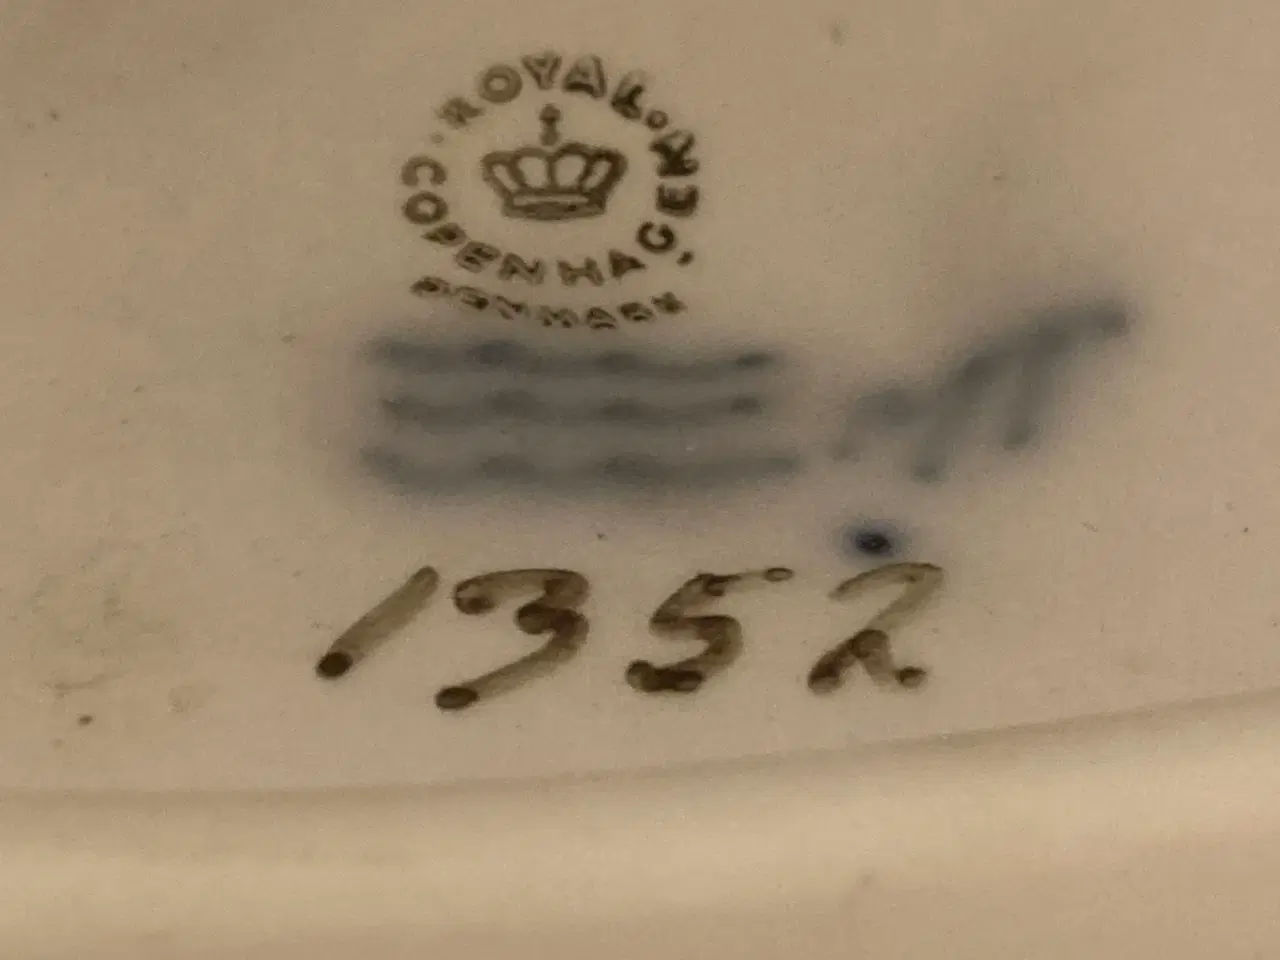 ROYAL
COPENHAGEN
DENMARK
1352